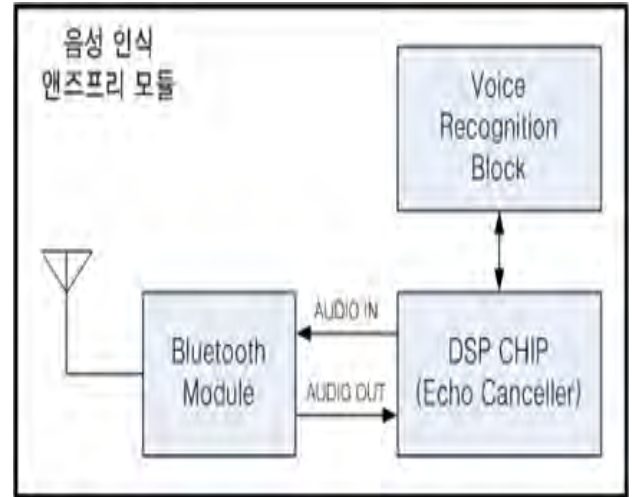 음성 인식
앤즈프리 모듈
Voice
Recognition
Block
AUDIO IN
Bluetooth
Module
AUDIO OUT
DSP CHIP
(Echo Canceller)